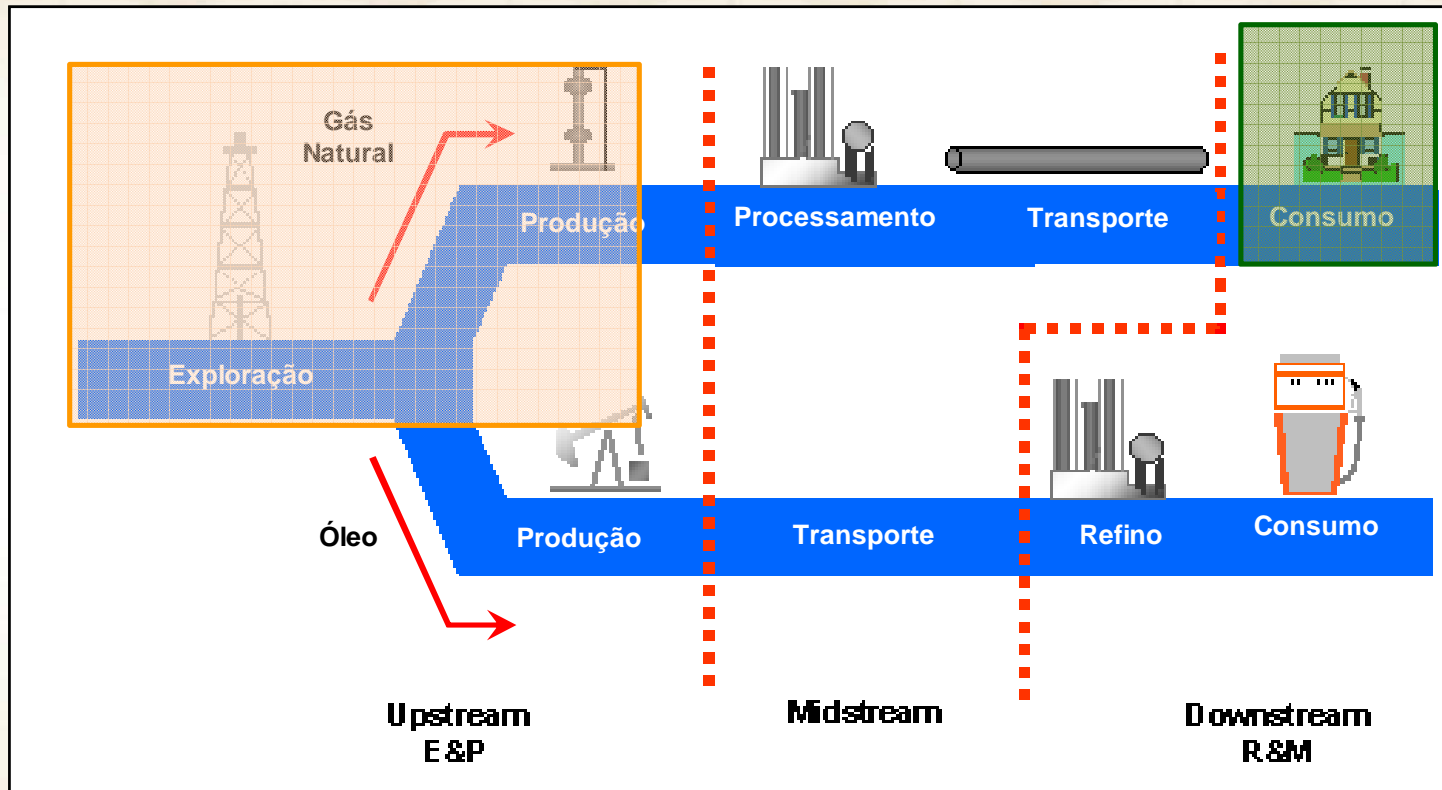 Gás
Natural
Produção
Processamento
Transporte
Consumo
Exploração
Óleo
Produção
Transporte
Refino
Consumo
Upstream
E&P
Midstream
Downstream
R&M